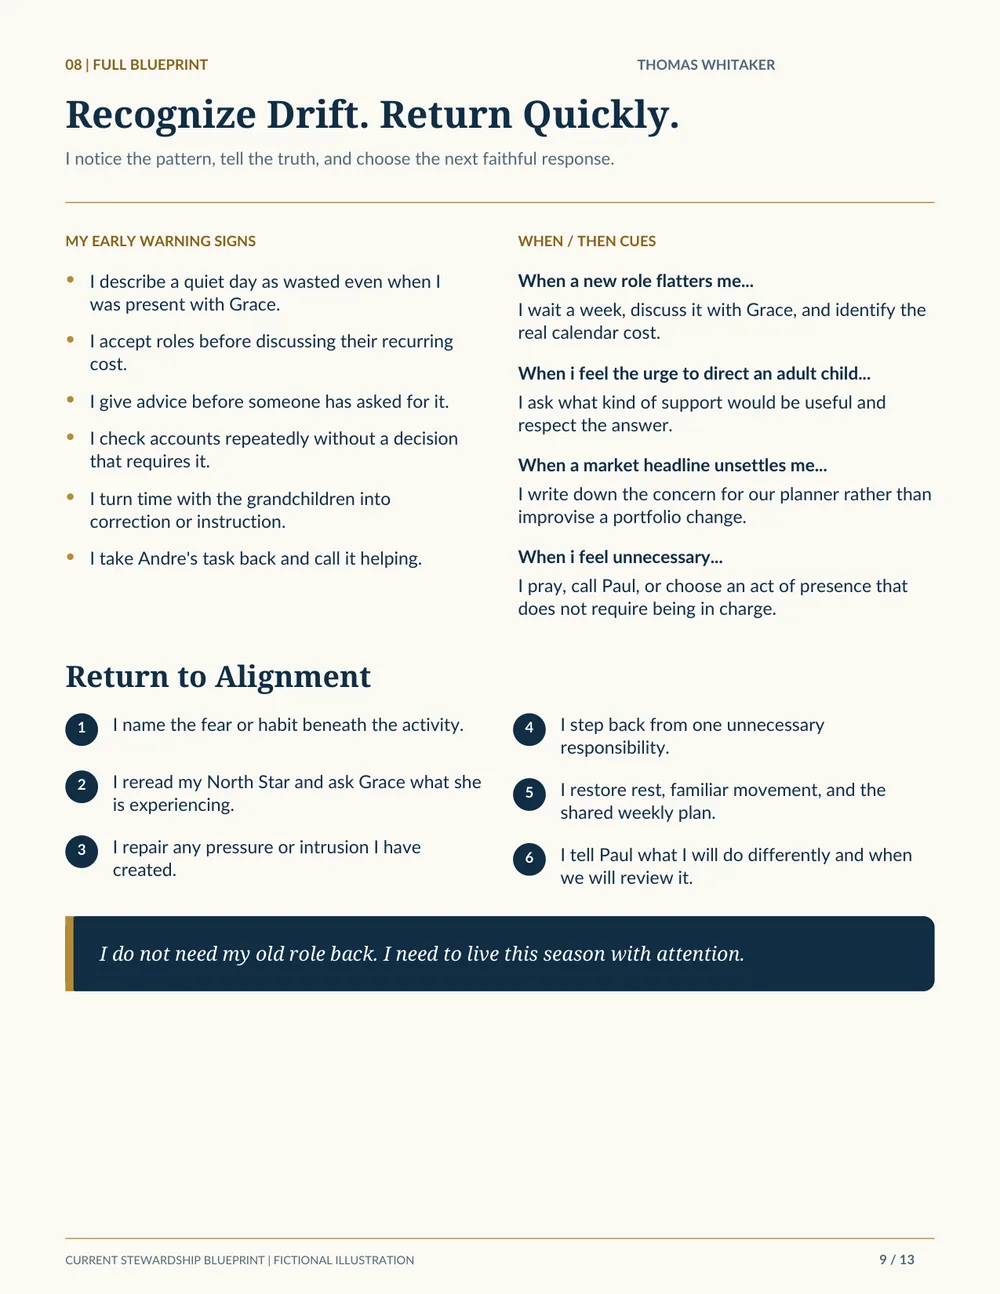 08 | FULL BLUEPRINT
THOMAS WHITAKER
Recognize Drift. Return Quickly.
I notice the pattern, tell the truth, and choose the next faithful response.
MY EARLY WARNING SIGNS
• I describe a quiet day as wasted even when I
was present with Grace.
• I accept roles before discussing their recurring
cost.
• I give advice before someone has asked for it.
• I check accounts repeatedly without a decision
that requires it.
• I turn time with the grandchildren into
correction or instruction.
• I take Andre's task back and call it helping.
WHEN / THEN CUES
When a new role flatters me...
I wait a week, discuss it with Grace, and identify the
real calendar cost.
When i feel the urge to direct an adult child...
I ask what kind of support would be useful and
respect the answer.
When a market headline unsettles me...
I write down the concern for our planner rather than
improvise a portfolio change.
When i feel unnecessary...
I pray, call Paul, or choose an act of presence that
does not require being in charge.
Return to Alignment
1 I name the fear or habit beneath the activity.
2 I reread my North Star and ask Grace what she
is experiencing.
3 I repair any pressure or intrusion I have
created.
4 I step back from one unnecessary
responsibility.
5 I restore rest, familiar movement, and the
shared weekly plan.
6 I tell Paul what I will do differently and when
we will review it.
I do not need my old role back. I need to live this season with attention.
CURRENT STEWARDSHIP BLUEPRINT | FICTIONAL ILLUSTRATION
9 / 13